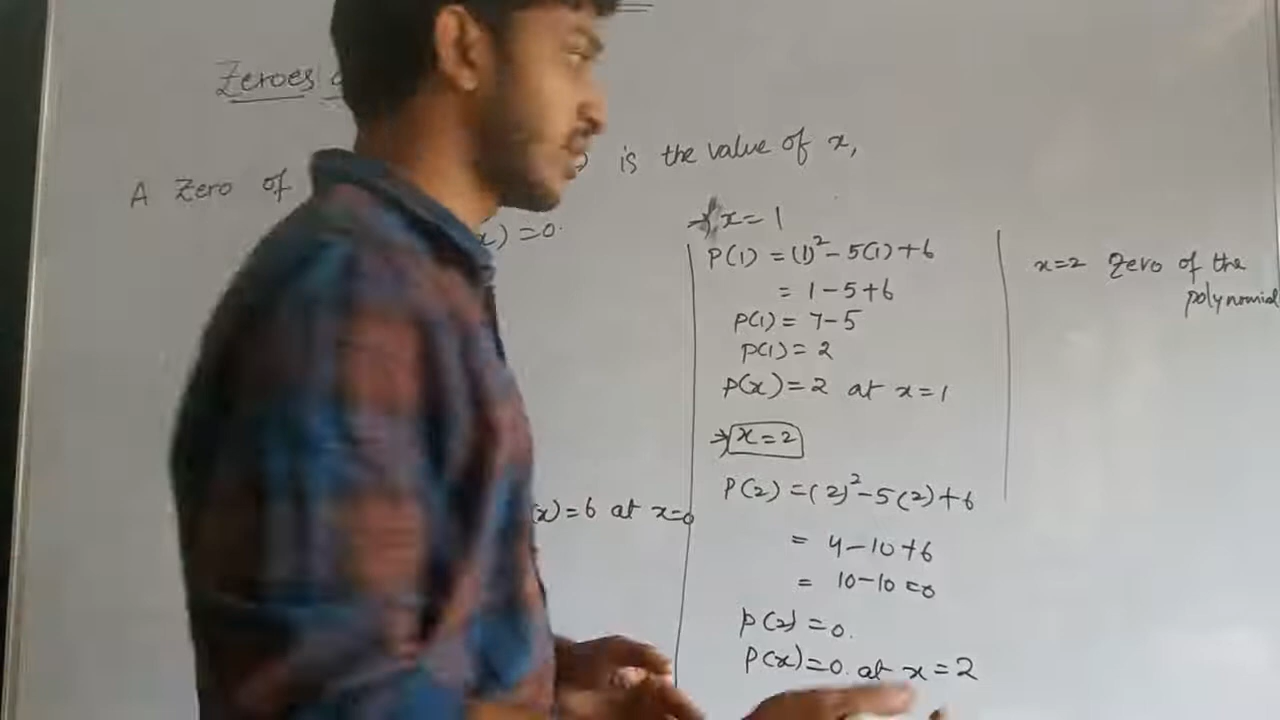 Zeroes
A Zero of is the value of x,
x) = 0.
(x) = 6 at x=0
→ x = 1
P(1) = (1)² - 5(1) + 6
= 1 - 5 + 6
P(1) = 7 - 5
P(1) = 2
P(x) = 2 at x = 1
→ x = 2
P(2) = (2)² - 5(2) + 6
= 4 - 10 + 6
= 10 - 10 = 0
P(2) = 0.
P(x) = 0. at x = 2
x=2 Zero of the
polynomial